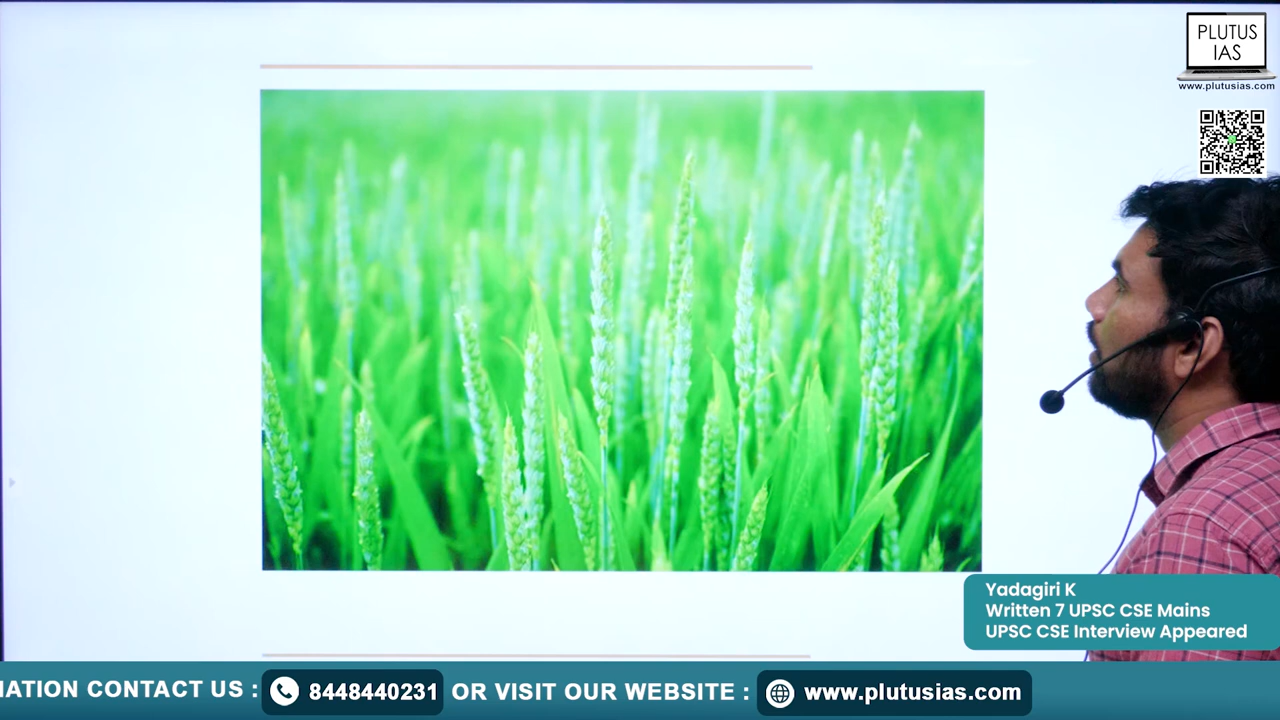 PLUTUS
IAS
www.plutusias.com
Yadagiri K
Written 7 UPSC CSE Mains
UPSC CSE Interview Appeared
CONTACT US : 8448440231 OR VISIT OUR WEBSITE : www.plutusias.com